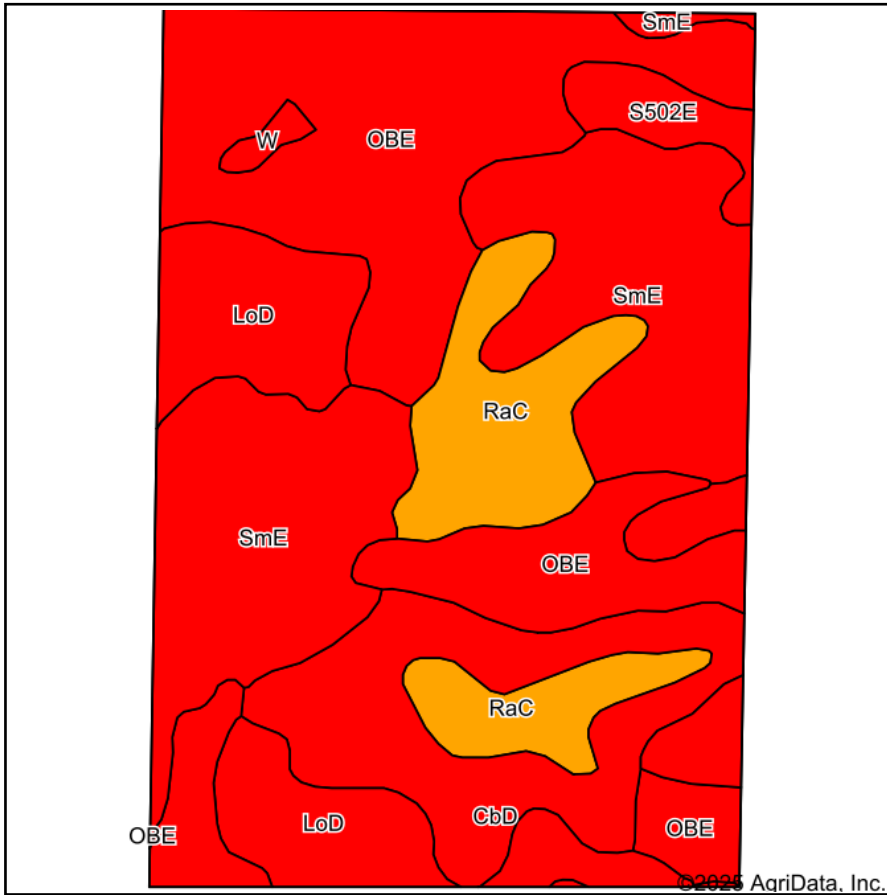 SmE
S502E
W
OBE
SmE
LoD
RaC
SmE
OBE
RaC
CbD
LoD
OBE
OBE
©2025 AgriData, Inc.